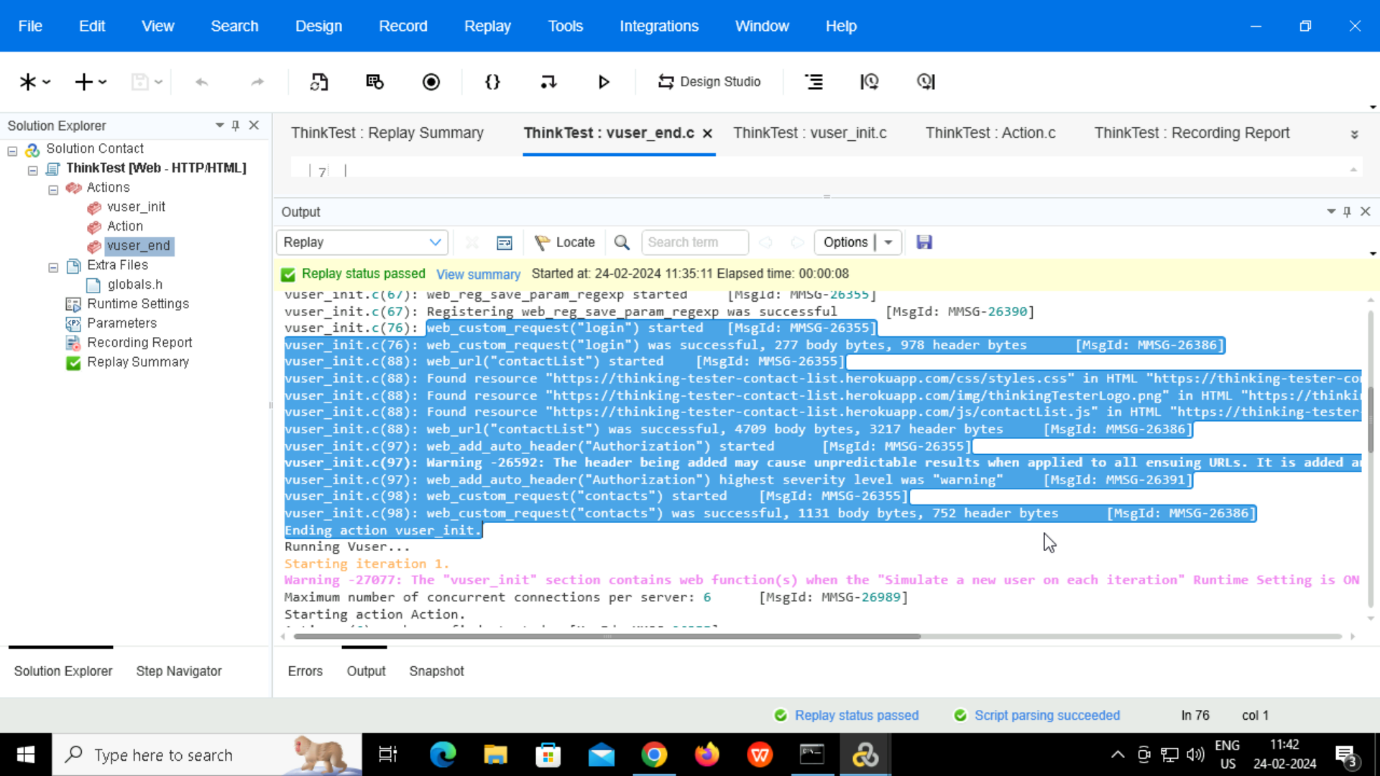 File Edit View Search Design Record Replay Tools Integrations Window Help
Design Studio
Solution Explorer
Solution Contact
ThinkTest [Web - HTTP/HTML]
Actions
vuser_init
Action
vuser_end
Extra Files
globals.h
Runtime Settings
Parameters
Recording Report
Replay Summary
Solution Explorer Step Navigator
ThinkTest : Replay Summary ThinkTest : vuser_end.c ThinkTest : vuser_init.c ThinkTest : Action.c ThinkTest : Recording Report
7
Output
Replay Locate Search term Options
Replay status passed View summary Started at: 24-02-2024 11:35:11 Elapsed time: 00:00:08
vuser_init.c(67): web_reg_save_param_regexp started [MsgId: MMSG-26355]
vuser_init.c(67): Registering web_reg_save_param_regexp was successful [MsgId: MMSG-26390]
vuser_init.c(76): web_custom_request("login") started [MsgId: MMSG-26355]
vuser_init.c(76): web_custom_request("login") was successful, 277 body bytes, 978 header bytes [MsgId: MMSG-26386]
vuser_init.c(88): web_url("contactList") started [MsgId: MMSG-26355]
vuser_init.c(88): Found resource "https://thinking-tester-contact-list.herokuapp.com/css/styles.css" in HTML "https://thinking-tester-co
vuser_init.c(88): Found resource "https://thinking-tester-contact-list.herokuapp.com/img/thinkingTesterLogo.png" in HTML "https://thinki
vuser_init.c(88): Found resource "https://thinking-tester-contact-list.herokuapp.com/js/contactList.js" in HTML "https://thinking-tester-
vuser_init.c(88): web_url("contactList") was successful, 4709 body bytes, 3217 header bytes [MsgId: MMSG-26386]
vuser_init.c(97): web_add_auto_header("Authorization") started [MsgId: MMSG-26355]
vuser_init.c(97): Warning -26592: The header being added may cause unpredictable results when applied to all ensuing URLs. It is added a
vuser_init.c(97): web_add_auto_header("Authorization") highest severity level was "warning" [MsgId: MMSG-26391]
vuser_init.c(98): web_custom_request("contacts") started [MsgId: MMSG-26355]
vuser_init.c(98): web_custom_request("contacts") was successful, 1131 body bytes, 752 header bytes [MsgId: MMSG-26386]
Ending action vuser_init.
Running Vuser...
Starting iteration 1.
Warning -27077: The "vuser_init" section contains web function(s) when the "Simulate a new user on each iteration" Runtime Setting is ON
Maximum number of concurrent connections per server: 6 [MsgId: MMSG-26989]
Starting action Action.
Errors Output Snapshot
Replay status passed Script parsing succeeded ln 76 col 1
Type here to search
ENG
US
11:42
24-02-2024
3